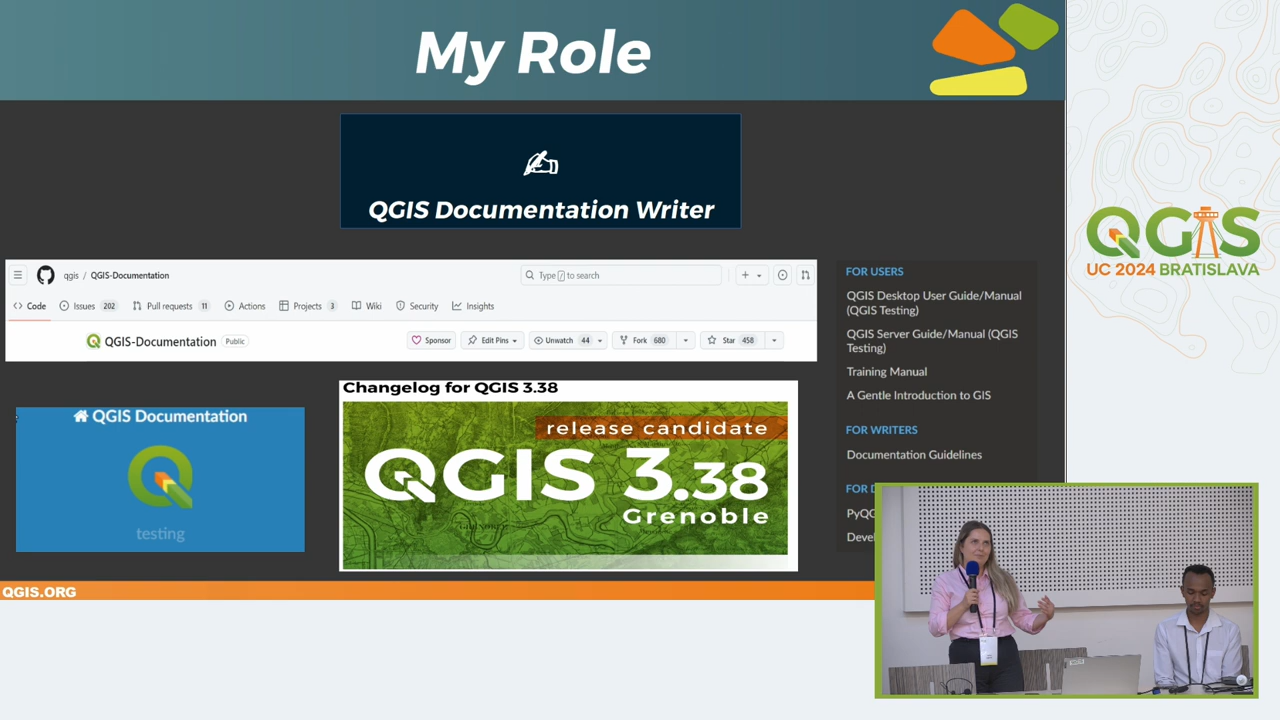 My Role
QGIS Documentation Writer
qgis / QGIS-Documentation
Type / to search
Code
Issues 202
Pull requests 11
Actions
Projects 3
Wiki
Security
Insights
QGIS-Documentation Public
Sponsor
Edit Pins
Unwatch 44
Fork 680
Star 458
FOR USERS
QGIS Desktop User Guide/Manual
(QGIS Testing)
QGIS Server Guide/Manual (QGIS
Testing)
Training Manual
A Gentle Introduction to GIS
FOR WRITERS
Documentation Guidelines
FOR
QGIS Documentation
testing
Changelog for QGIS 3.38
release candidate
QGIS 3.38
Grenoble
QGIS.ORG
QGIS
UC 2024 BRATISLAVA